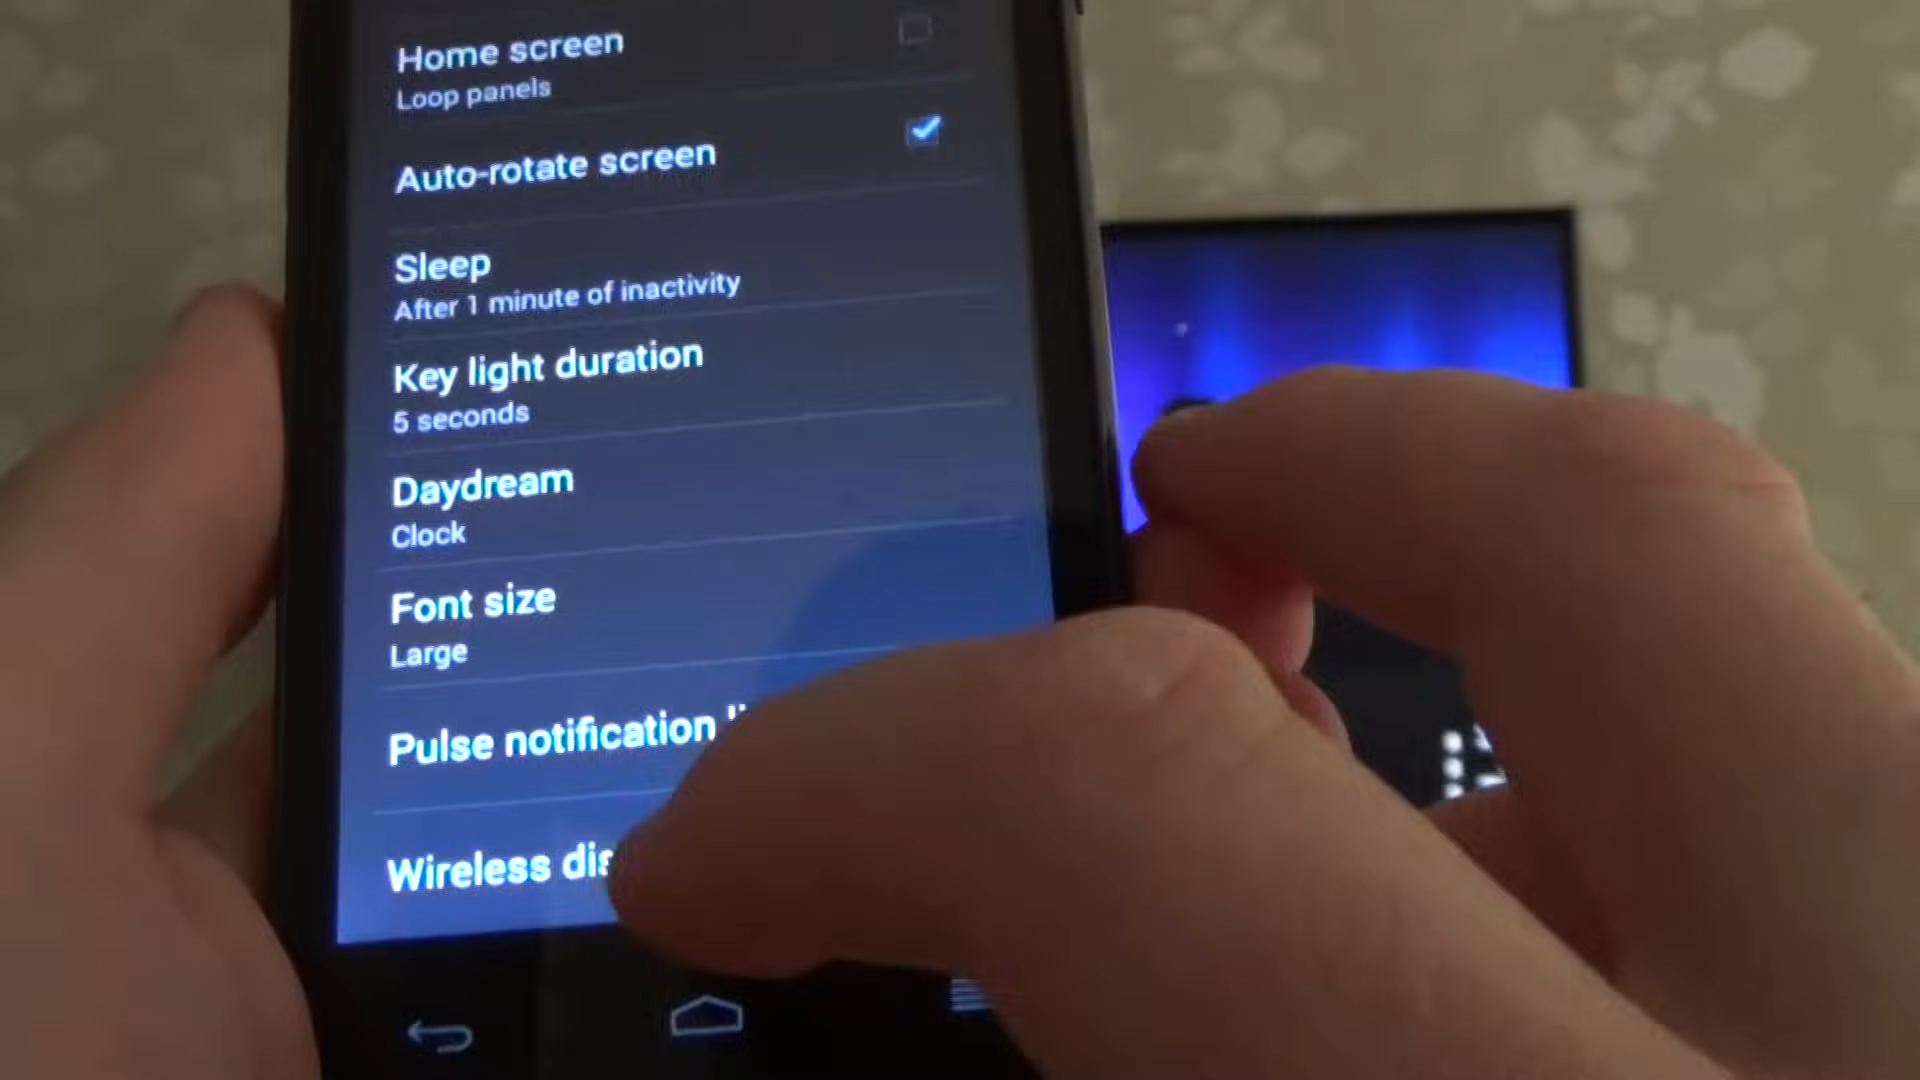 Home screen
Loop panels
Auto-rotate screen
Sleep
After 1 minute of inactivity
Key light duration
5 seconds
Daydream
Clock
Font size
Large
Pulse notification
Wireless